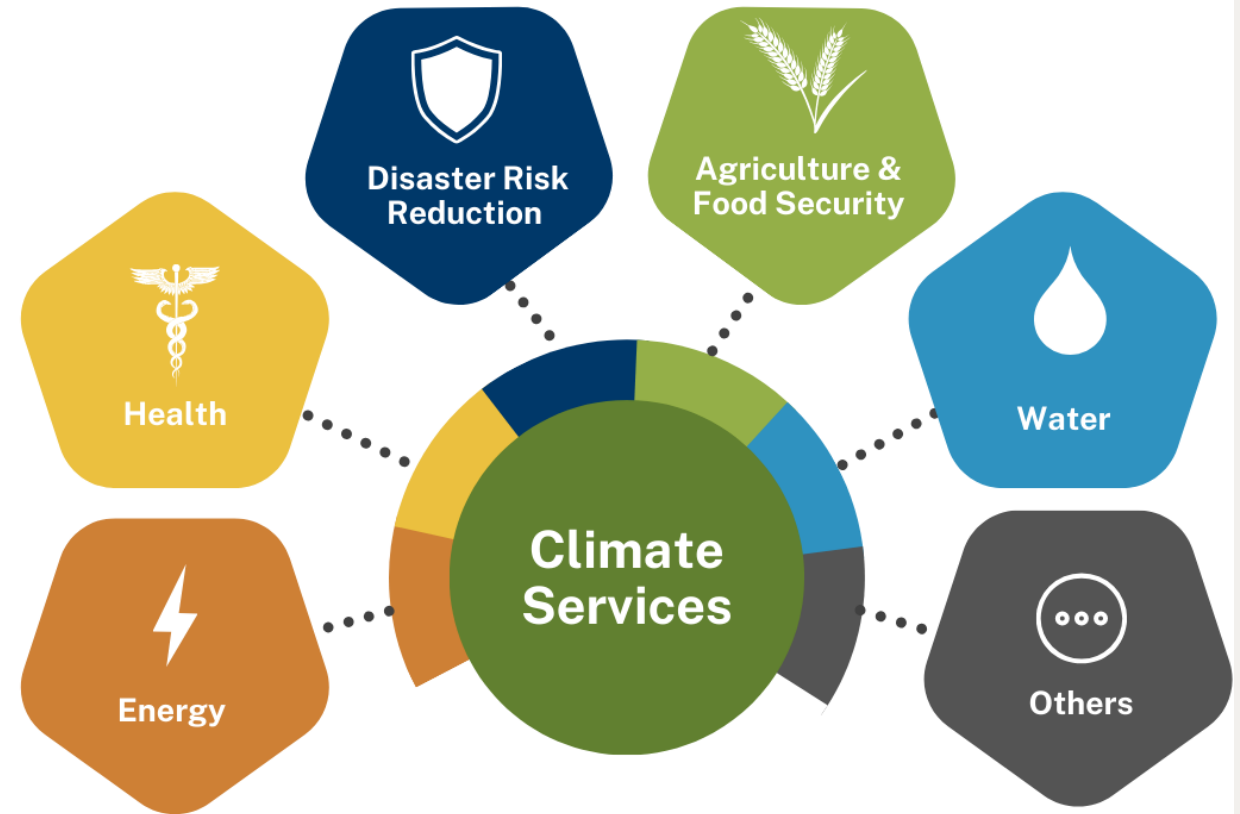 Disaster Risk
Reduction
Agriculture &
Food Security
Health
Water
Climate
Services
Energy
Others